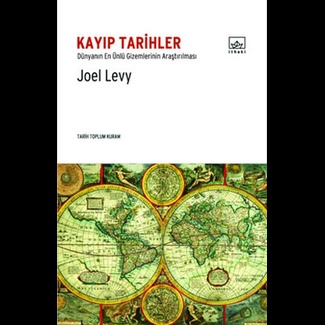 ithaki
KAYIP TARİHLER
Dünyanın En Ünlü Gizemlerinin Araştırılması
Joel Levy
TARİH TOPLUM KURAM